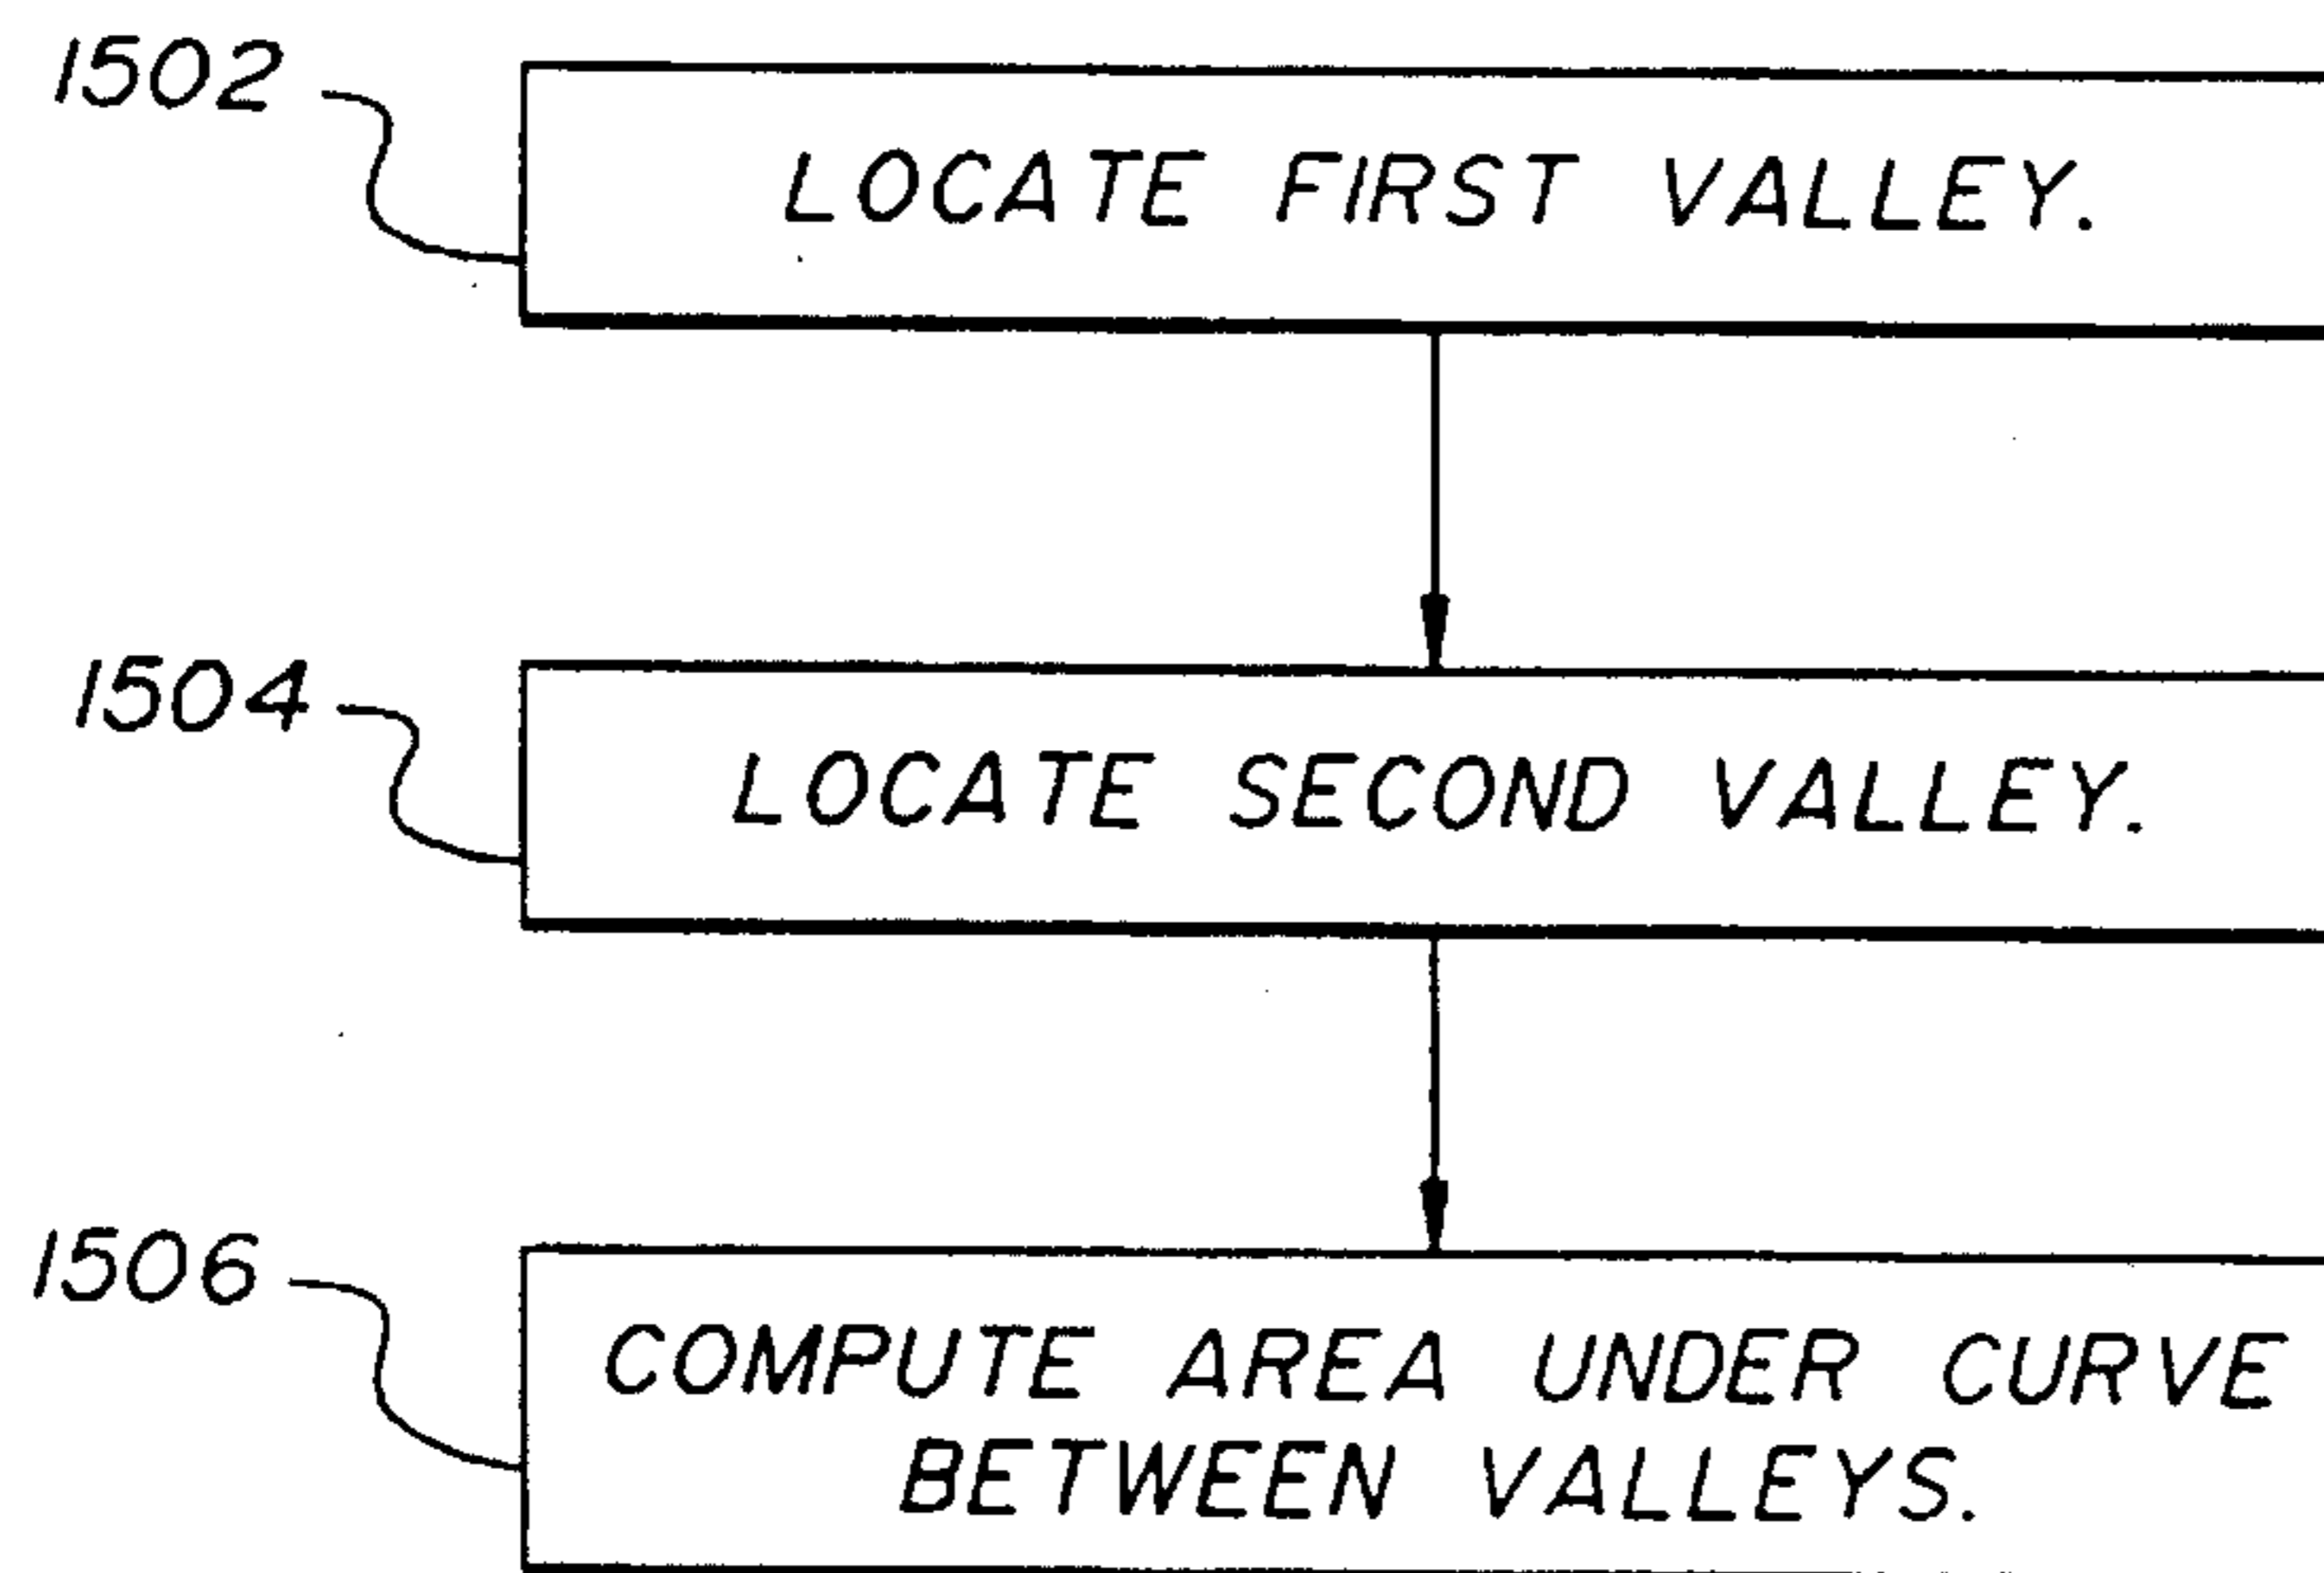 1502
LOCATE FIRST VALLEY.
1504
LOCATE SECOND VALLEY.
1506
COMPUTE AREA UNDER CURVE
BETWEEN VALLEYS.